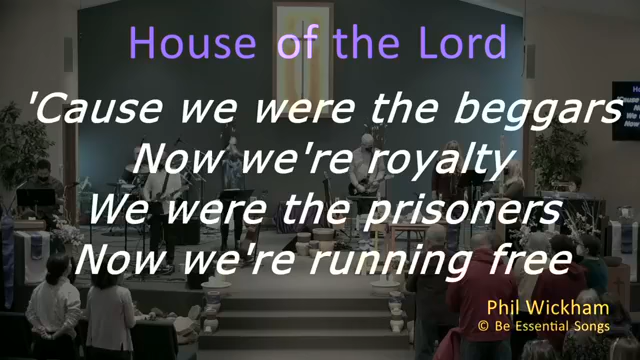 House of the Lord
'Cause we were the beggars
Now we're royalty
We were the prisoners
Now we're running free
Phil Wickham
© Be Essential Songs